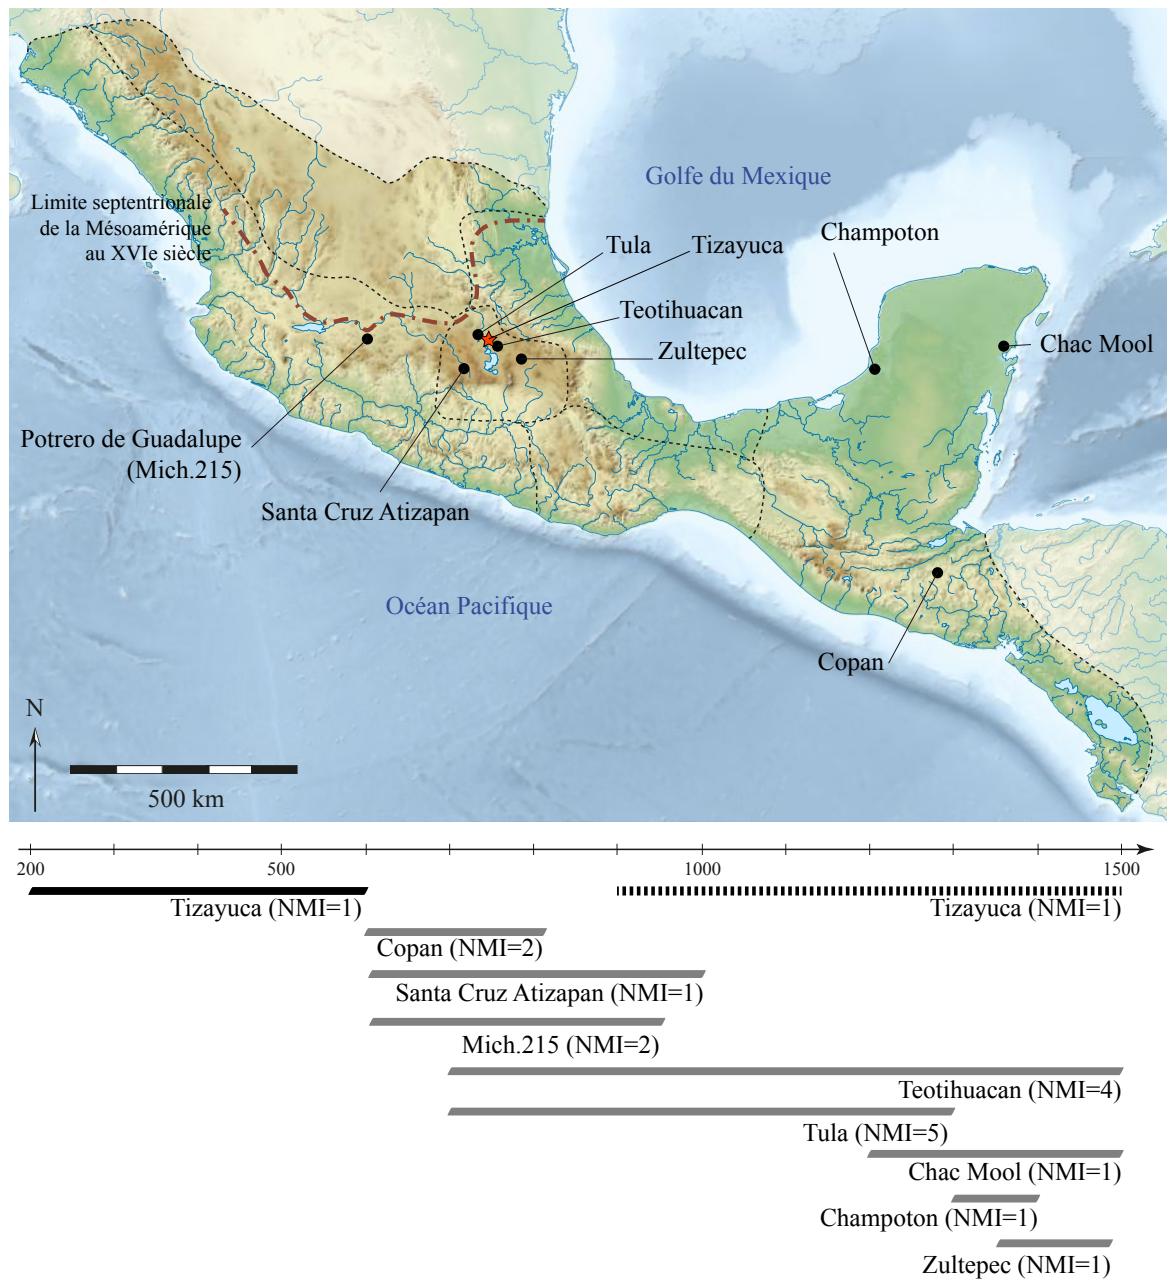 Golfe du Mexique
Limite septentrionale
de la Mésoamérique
au XVIe siècle
Tula
Tizayuca
Champoton
Teotihuacan
Zultepec
Chac Mool
Potrero de Guadalupe
(Mich.215)
Santa Cruz Atizapan
Océan Pacifique
Copan
N
500 km
200 500 1000 1500
Tizayuca (NMI=1) Tizayuca (NMI=1)
Copan (NMI=2)
Santa Cruz Atizapan (NMI=1)
Mich.215 (NMI=2)
Teotihuacan (NMI=4)
Tula (NMI=5)
Chac Mool (NMI=1)
Champoton (NMI=1)
Zultepec (NMI=1)